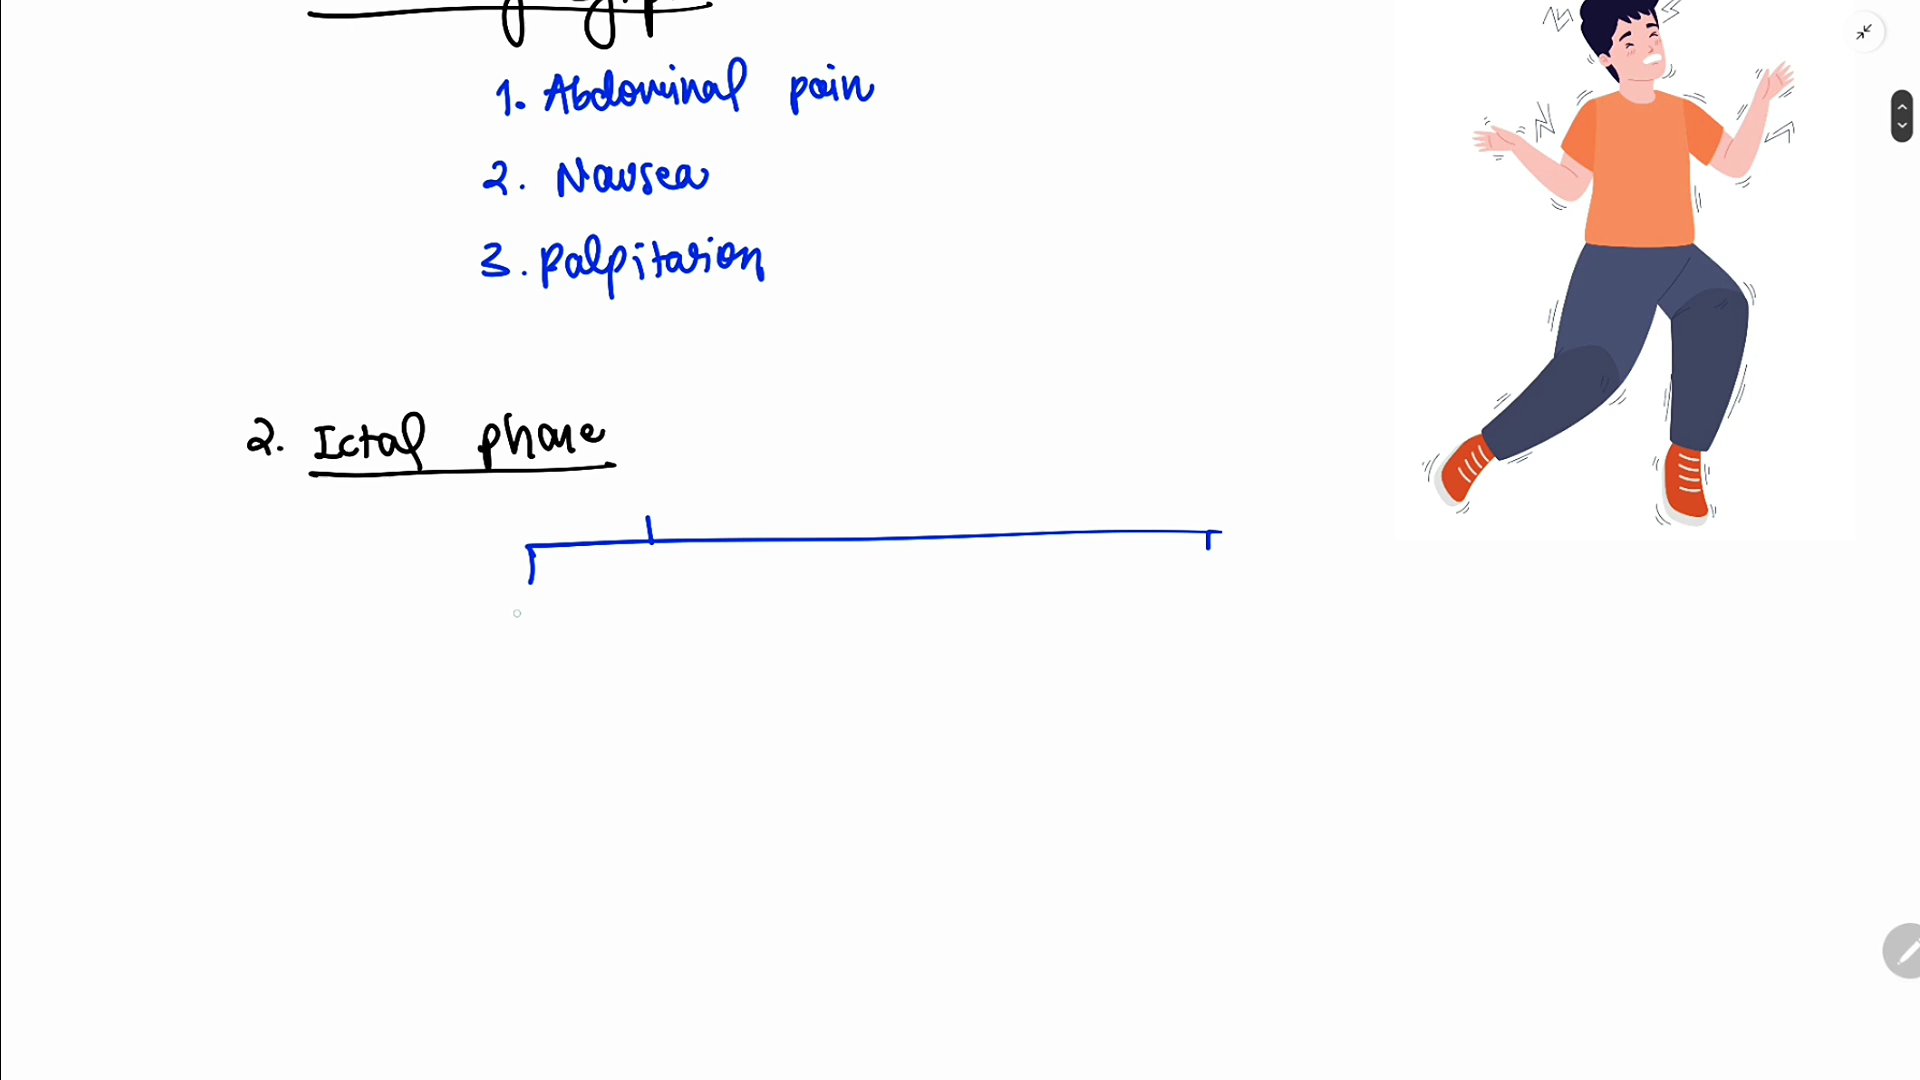 1. Abdominal pain
2. Nausea
3. Palpitation
2. Ictal phase